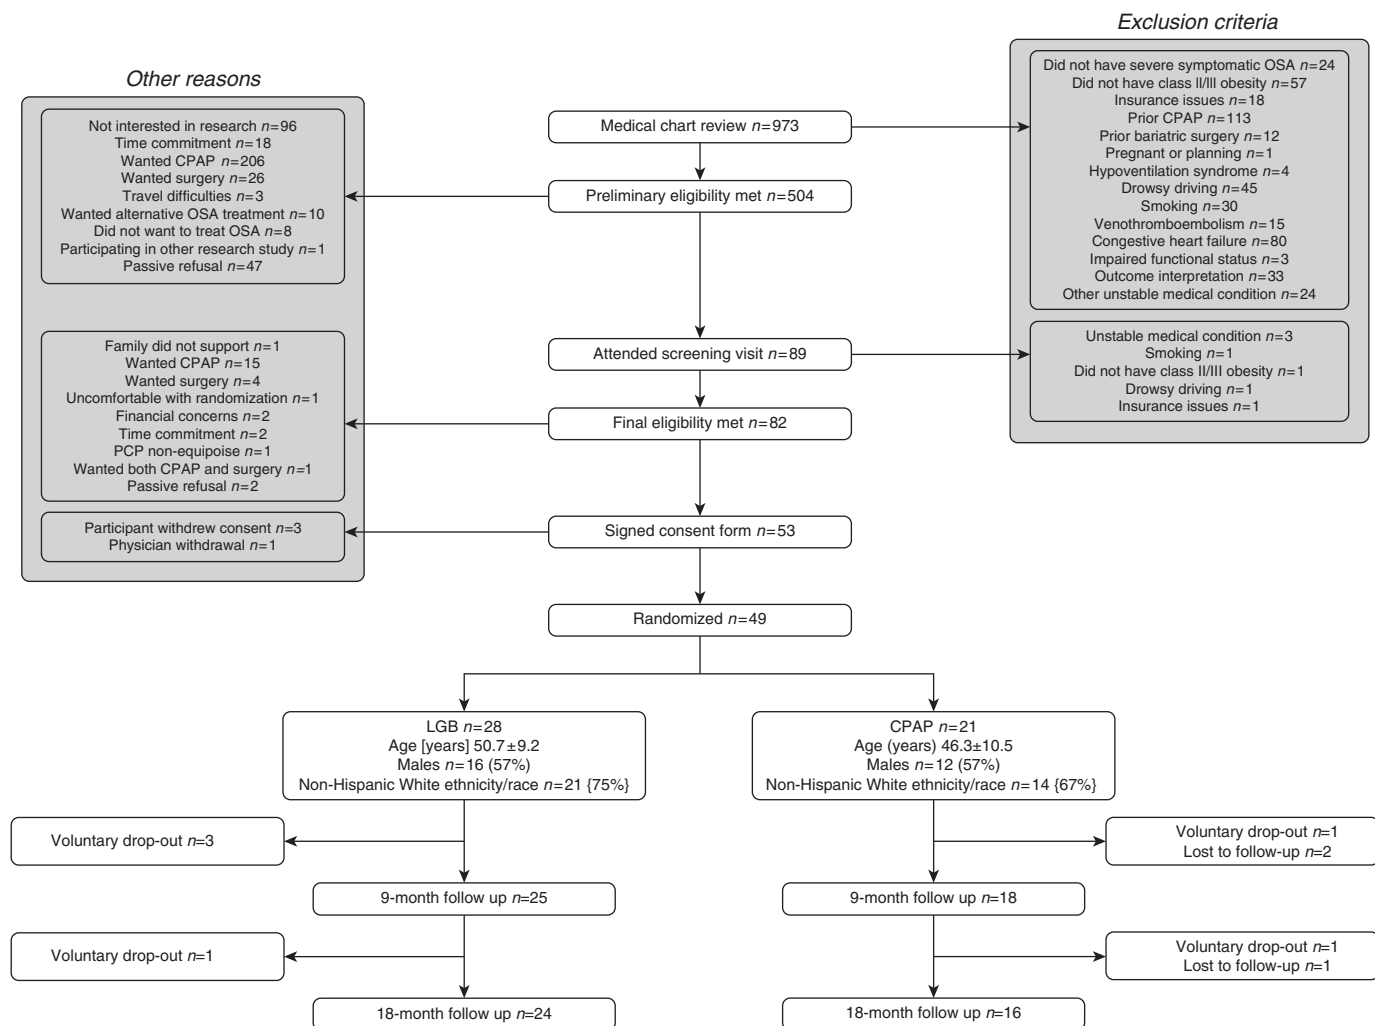 Exclusion criteria
Other reasons
Did not have severe symptomatic OSA n=24
Did not have class II/III obesity n=57
Insurance issues n=18
Prior CPAP n=113
Prior bariatric surgery n=12
Pregnant or planning n=1
Hypoventilation syndrome n=4
Drowsy driving n=45
Smoking n=30
Venothromboembolism n=15
Congestive heart failure n=80
Impaired functional status n=3
Outcome interpretation n=33
Other unstable medical condition n=24
Medical chart review n=973
Not interested in research n=96
Time commitment n=18
Wanted CPAP n=206
Wanted surgery n=26
Travel difficulties n=3
Wanted alternative OSA treatment n=10
Did not want to treat OSA n=8
Participating in other research study n=1
Passive refusal n=47
Preliminary eligibility met n=504
Attended screening visit n=89
Unstable medical condition n=3
Smoking n=1
Did not have class II/III obesity n=1
Drowsy driving n=1
Insurance issues n=1
Family did not support n=1
Wanted CPAP n=15
Wanted surgery n=4
Uncomfortable with randomization n=1
Financial concerns n=2
Time commitment n=2
PCP non-equipoise n=1
Wanted both CPAP and surgery n=1
Passive refusal n=2
Final eligibility met n=82
Participant withdrew consent n=3
Physician withdrawal n=1
Signed consent form n=53
Randomized n=49
LGB n=28
Age [years] 50.7±9.2
Males n=16 (57%)
Non-Hispanic White ethnicity/race n=21 {75%}
CPAP n=21
Age (years) 46.3±10.5
Males n=12 (57%)
Non-Hispanic White ethnicity/race n=14 {67%}
Voluntary drop-out n=3
Voluntary drop-out n=1
Lost to follow-up n=2
9-month follow up n=25
9-month follow up n=18
Voluntary drop-out n=1
Voluntary drop-out n=1
Lost to follow-up n=1
18-month follow up n=24
18-month follow up n=16